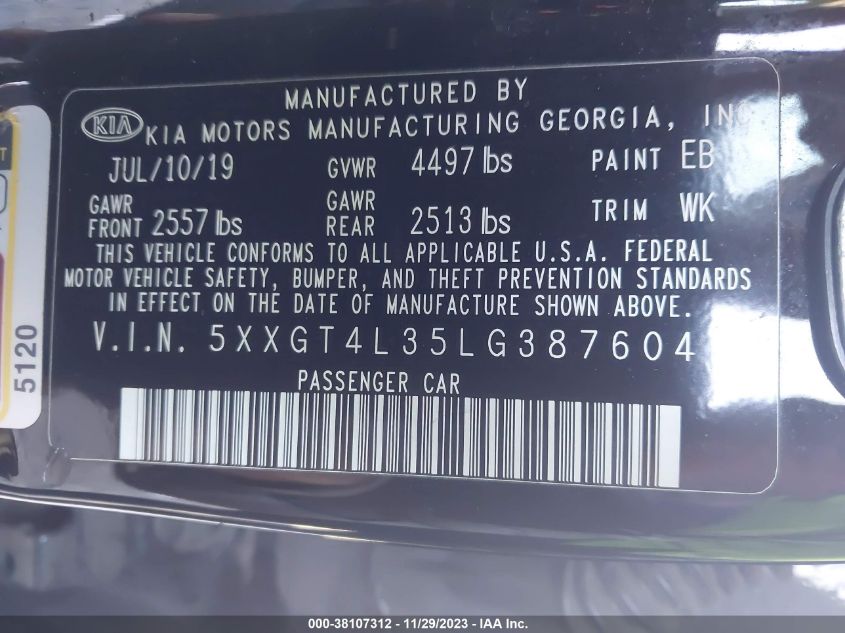 MANUFACTURED BY
KIA KIA MOTORS MANUFACTURING GEORGIA, INC
JUL/10/19 GVWR 4497 lbs PAINT EB
GAWR FRONT 2557 lbs GAWR REAR 2513 lbs TRIM WK
THIS VEHICLE CONFORMS TO ALL APPLICABLE U.S.A. FEDERAL
MOTOR VEHICLE SAFETY, BUMPER, AND THEFT PREVENTION STANDARDS
IN EFFECT ON THE DATE OF MANUFACTURE SHOWN ABOVE.
V.I.N. 5XXGT4L35LG387604
PASSENGER CAR
5120
000-38107312 - 11/29/2023 - IAA Inc.